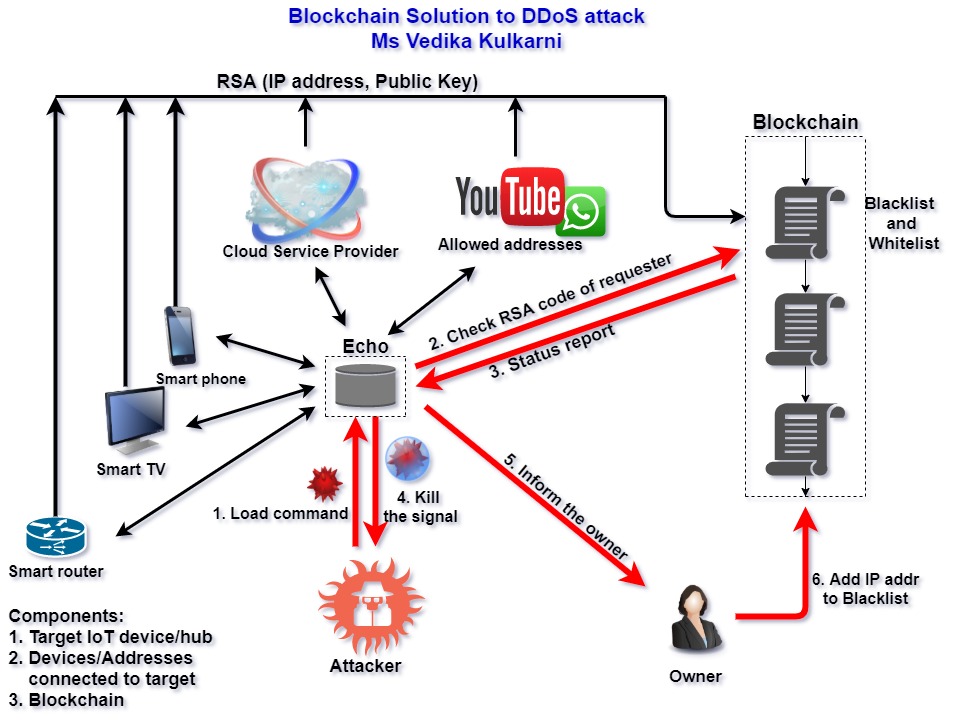 Blockchain Solution to DDoS attack
Ms Vedika Kulkarni
RSA (IP address, Public Key)
Blockchain
Blacklist
and
Whitelist
YouTube
Cloud Service Provider
Allowed addresses
2. Check RSA code of requester
3. Status report
Echo
Smart phone
Smart TV
1. Load command
4. Kill
the signal
5. Inform the owner
Smart router
6. Add IP addr
to Blacklist
Attacker
Owner
Components:
1. Target IoT device/hub
2. Devices/Addresses
connected to target
3. Blockchain